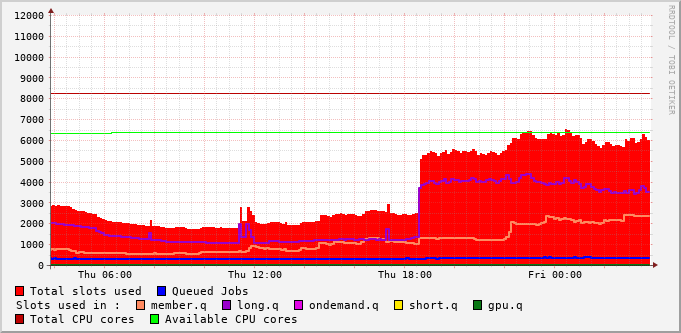 12000
11000
10000
9000
8000
7000
6000
5000
4000
3000
2000
1000
0
Thu 06:00 Thu 12:00 Thu 18:00 Fri 00:00
Total slots used Queued Jobs
Slots used in : member.q long.q ondemand.q short.q gpu.q
Total CPU cores Available CPU cores
RRDTOOL / TOBI OETIKER